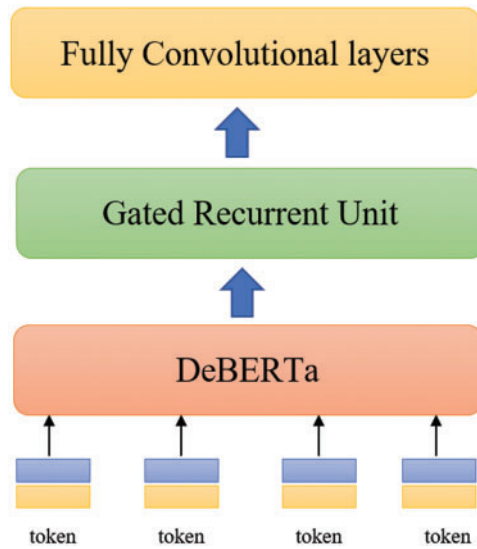 Fully Convolutional layers
Gated Recurrent Unit
DeBERTa
token token token token